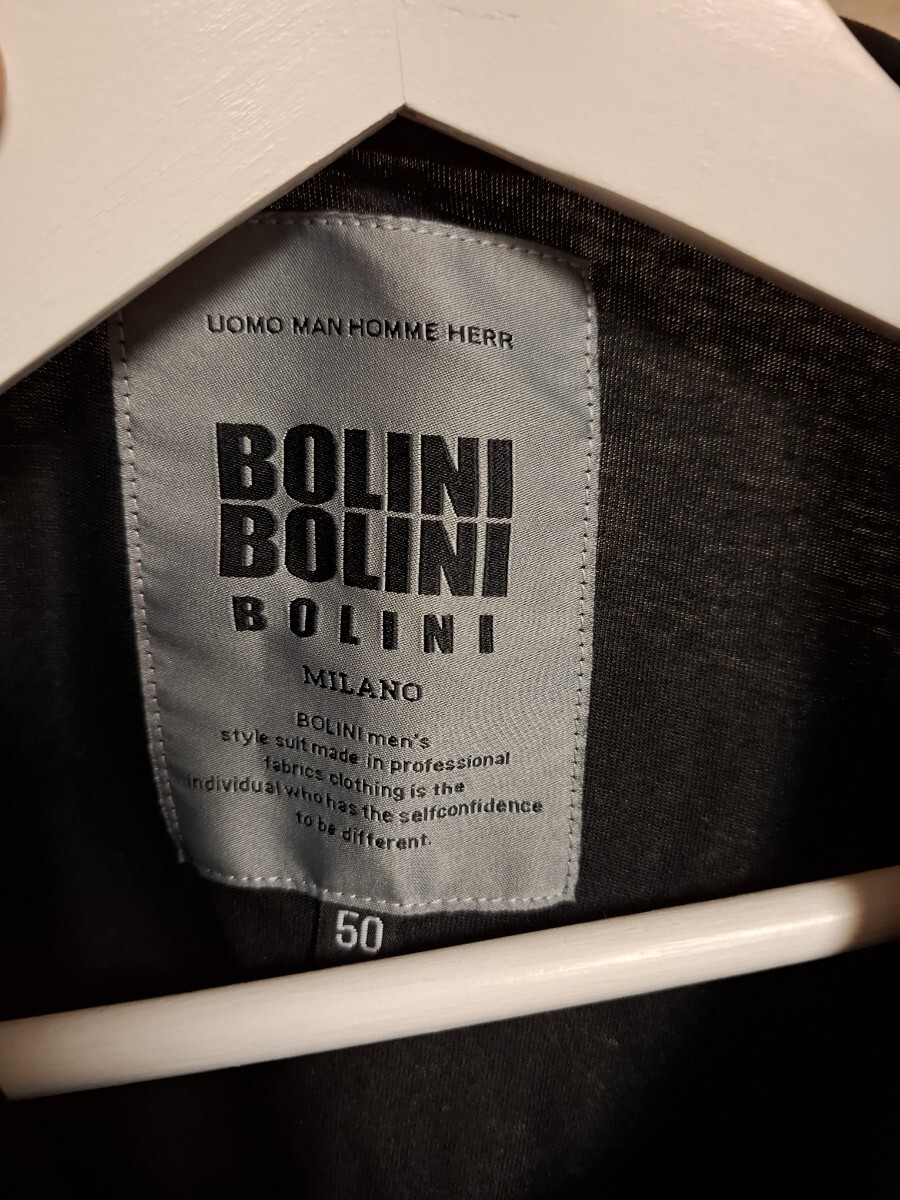 UOMO MAN HOMME HERR
BOLINI
BOLINI
BOLINI
MILANO
BOLINI men's
style suit made in professional
fabrics clothing is the
individual who has the selfconfidence
to be different.
50